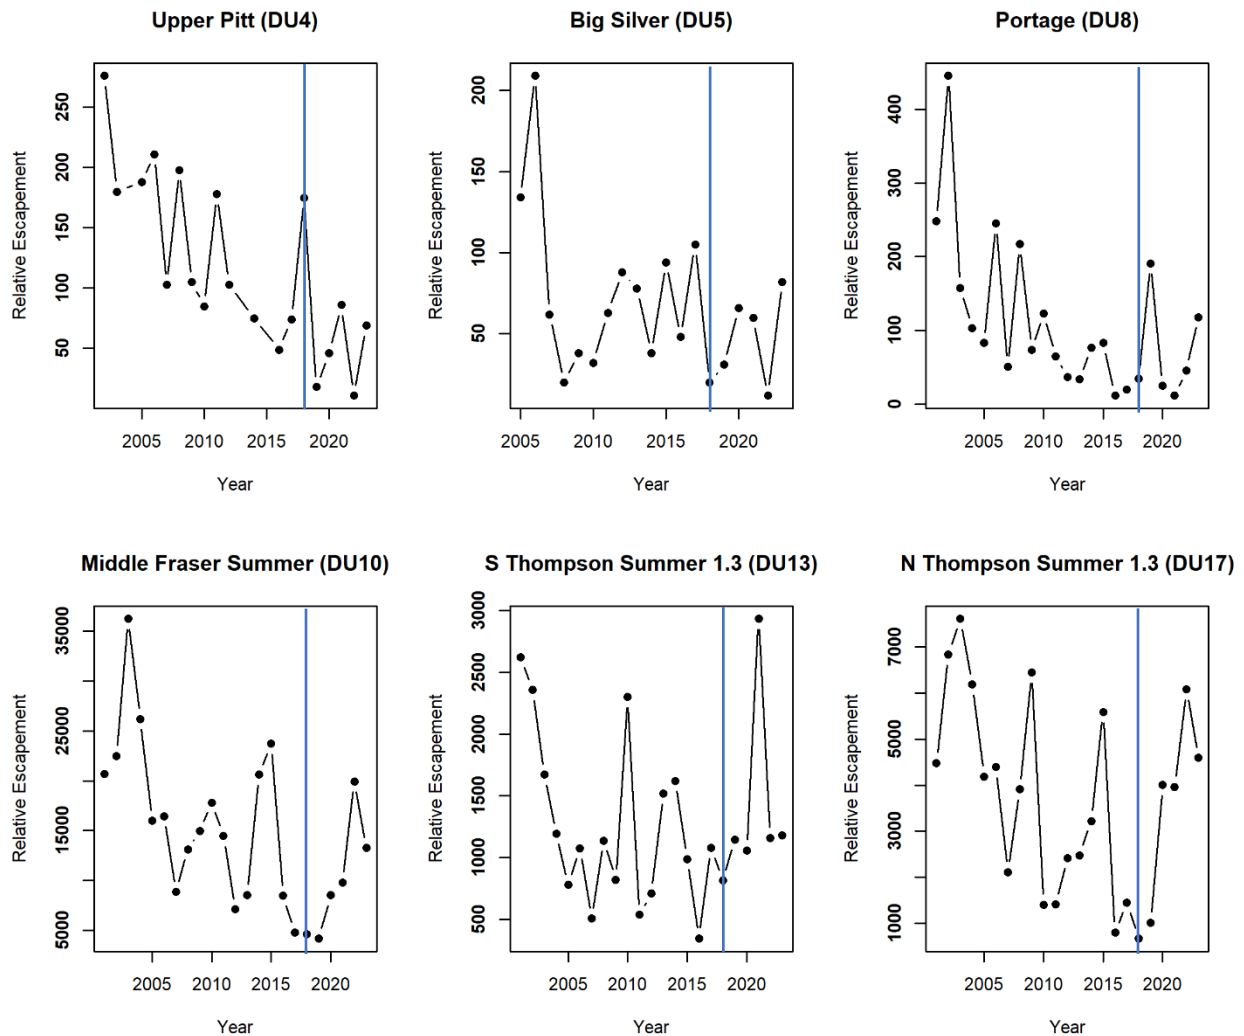 Upper Pitt (DU4)
Relative Escapement
250
200
150
100
50
2005 2010 2015 2020
Year
Big Silver (DU5)
Relative Escapement
200
150
100
50
2005 2010 2015 2020
Year
Portage (DU8)
Relative Escapement
400
300
200
100
0
2005 2010 2015 2020
Year
Middle Fraser Summer (DU10)
Relative Escapement
35000
25000
15000
5000
2005 2010 2015 2020
Year
S Thompson Summer 1.3 (DU13)
Relative Escapement
3000
2500
2000
1500
1000
500
2005 2010 2015 2020
Year
N Thompson Summer 1.3 (DU17)
Relative Escapement
7000
5000
3000
1000
2005 2010 2015 2020
Year